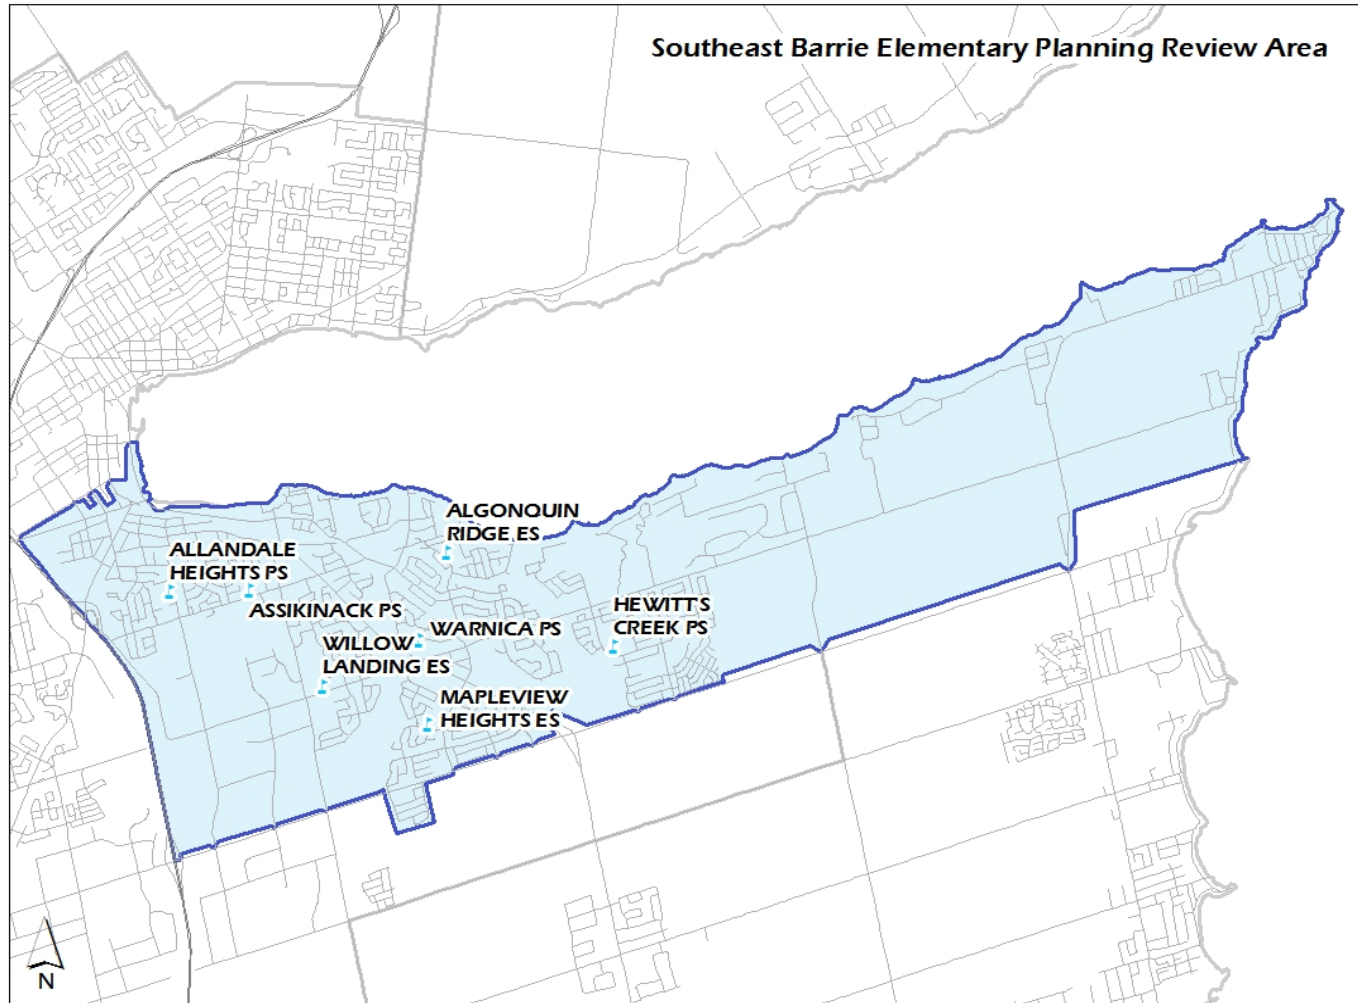 Southeast Barrie Elementary Planning Review Area
ALGONQUIN
RIDGE ES
ALLANDALE
HEIGHTS PS
ASSIKINACK PS
HEWITT'S
CREEK PS
WARNICA PS
WILLOW
LANDING ES
MAPLEVIEW
HEIGHTS ES
N